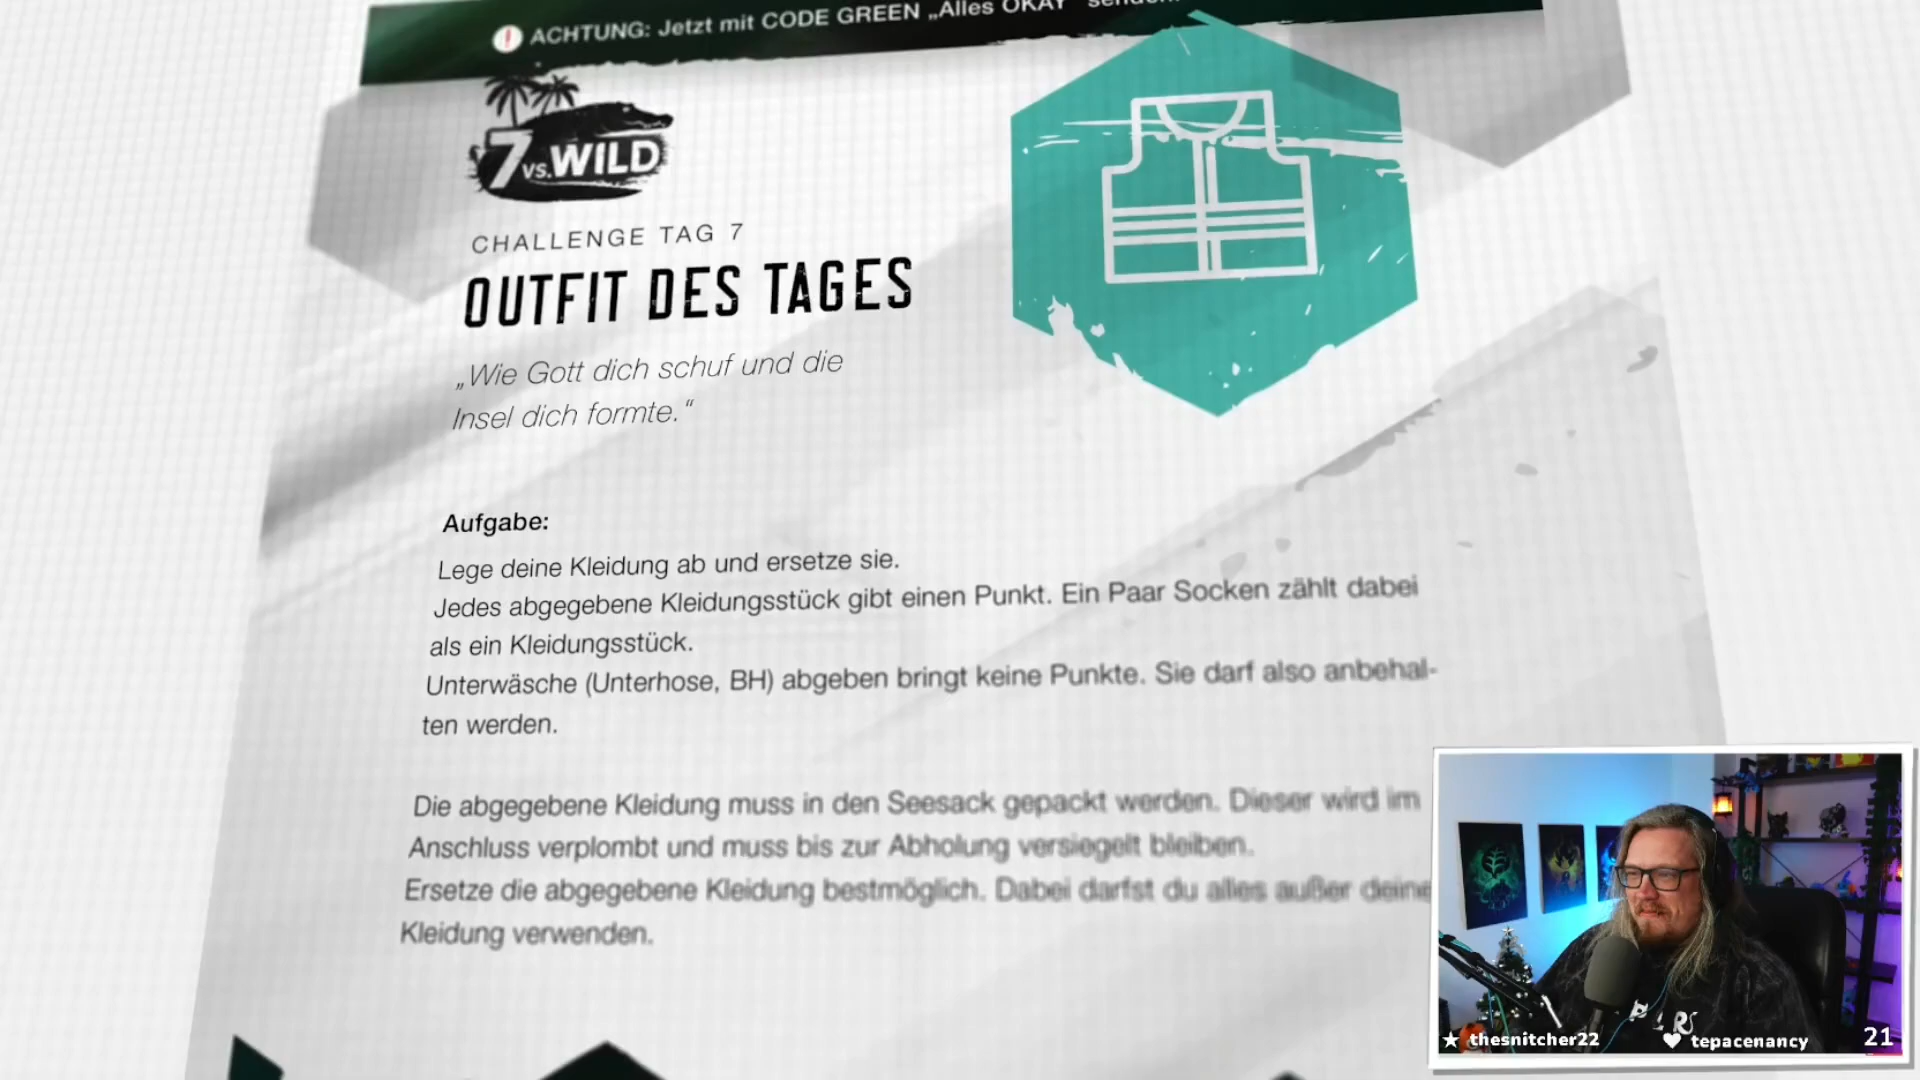 ACHTUNG: Jetzt mit CODE GREEN „Alles OKAY“
7 vs. WILD
CHALLENGE TAG 7
OUTFIT DES TAGES
„Wie Gott dich schuf und die
Insel dich formte.“
Aufgabe:
Lege deine Kleidung ab und ersetze sie.
Jedes abgegebene Kleidungsstück gibt einen Punkt. Ein Paar Socken zählt dabei
als ein Kleidungsstück.
Unterwäsche (Unterhose, BH) abgeben bringt keine Punkte. Sie darf also anbehal-
ten werden.
Die abgegebene Kleidung muss in den Seesack gepackt werden. Dieser wird im
Anschluss verplombt und muss bis zur Abholung versiegelt bleiben.
Ersetze die abgegebene Kleidung bestmöglich. Dabei darfst du alles außer deine
Kleidung verwenden.
thesnitcher22
tepacenancy
21